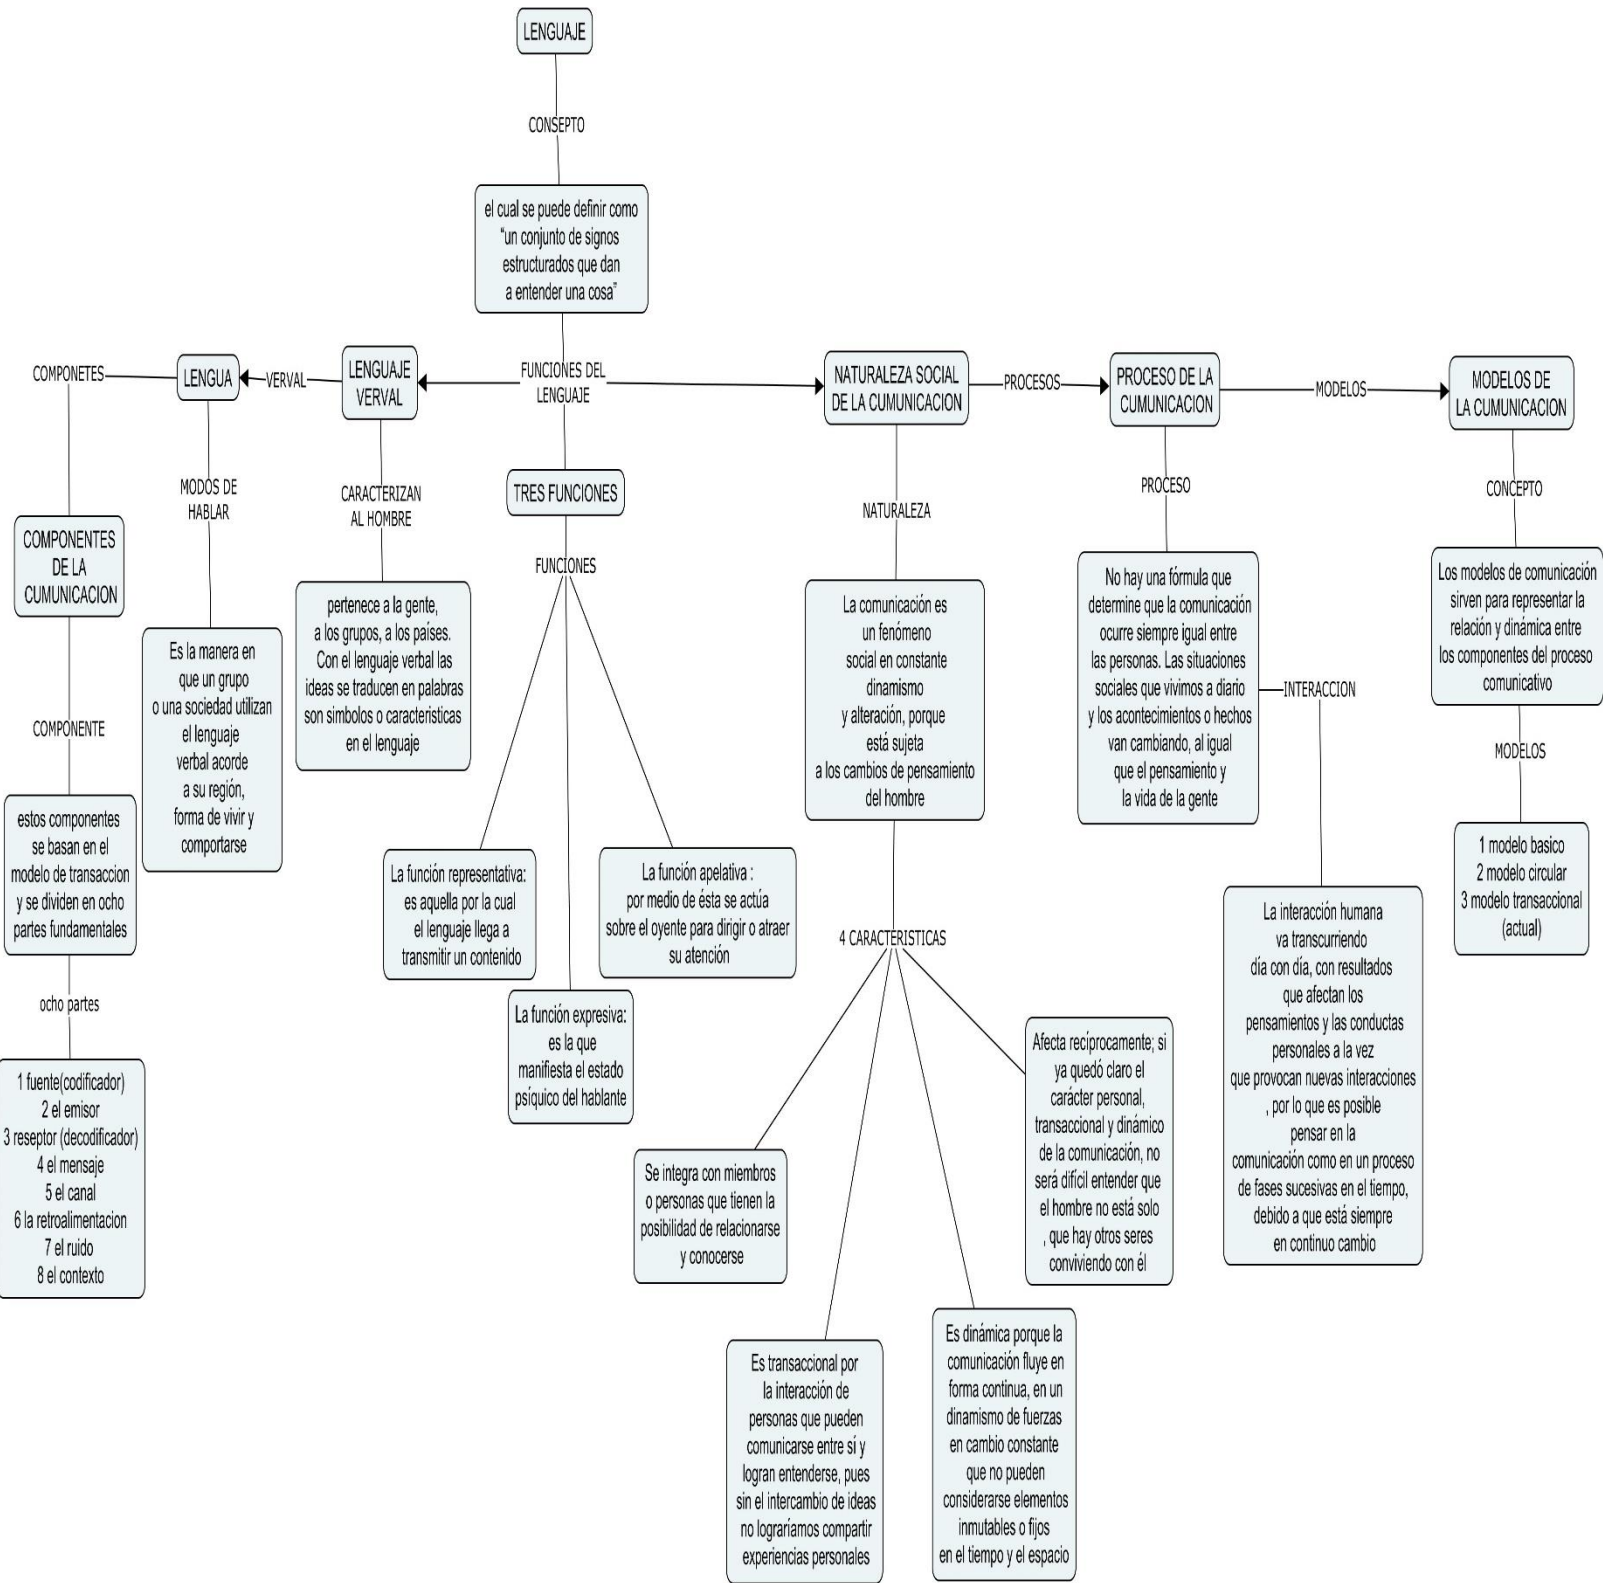 LENGUAJE
CONSEPTO
el cual se puede definir como
“un conjunto de signos
estructurados que dan
a entender una cosa”
FUNCIONES DEL
LENGUAJE
COMPONETES
LENGUA
VERVAL
LENGUAJE
VERVAL
NATURALEZA SOCIAL
DE LA CUMUNICACION
PROCESOS
PROCESO DE LA
CUMUNICACION
MODELOS
MODELOS DE
LA CUMUNICACION
COMPONENTES
DE LA
CUMUNICACION
COMPONENTE
estos componentes
se basan en el
modelo de transaccion
y se dividen en ocho
partes fundamentales
ocho partes
1 fuente(codificador)
2 el emisor
3 reseptor (decodificador)
4 el mensaje
5 el canal
6 la retroalimentacion
7 el ruido
8 el contexto
MODOS DE
HABLAR
Es la manera en
que un grupo
o una sociedad utilizan
el lenguaje
verbal acorde
a su región,
forma de vivir y
comportarse
CARACTERIZAN
AL HOMBRE
pertenece a la gente,
a los grupos, a los países.
Con el lenguaje verbal las
ideas se traducen en palabras
son simbolos o caracteristicas
en el lenguaje
TRES FUNCIONES
FUNCIONES
La función representativa:
es aquella por la cual
el lenguaje llega a
transmitir un contenido
La función expresiva:
es la que
manifiesta el estado
psíquico del hablante
La función apelativa :
por medio de ésta se actúa
sobre el oyente para dirigir o atraer
su atención
NATURALEZA
La comunicación es
un fenómeno
social en constante
dinamismo
y alteración, porque
está sujeta
a los cambios de pensamiento
del hombre
4 CARACTERISTICAS
Se integra con miembros
o personas que tienen la
posibilidad de relacionarse
y conocerse
Es transaccional por
la interacción de
personas que pueden
comunicarse entre sí y
logran entenderse, pues
sin el intercambio de ideas
no lograríamos compartir
experiencias personales
Es dinámica porque la
comunicación fluye en
forma continua, en un
dinamismo de fuerzas
en cambio constante
que no pueden
considerarse elementos
inmutables o fijos
en el tiempo y el espacio
Afecta recíprocamente; si
ya quedó claro el
carácter personal,
transaccional y dinámico
de la comunicación, no
será difícil entender que
el hombre no está solo
, que hay otros seres
conviviendo con él
PROCESO
No hay una fórmula que
determine que la comunicación
ocurre siempre igual entre
las personas. Las situaciones
sociales que vivimos a diario
y los acontecimientos o hechos
van cambiando, al igual
que el pensamiento y
la vida de la gente
INTERACCION
La interacción humana
va transcurriendo
día con día, con resultados
que afectan los
pensamientos y las conductas
personales a la vez
que provocan nuevas interacciones
, por lo que es posible
pensar en la
comunicación como en un proceso
de fases sucesivas en el tiempo,
debido a que está siempre
en continuo cambio
CONCEPTO
Los modelos de comunicación
sirven para representar la
relación y dinámica entre
los componentes del proceso
comunicativo
MODELOS
1 modelo basico
2 modelo circular
3 modelo transaccional
(actual)